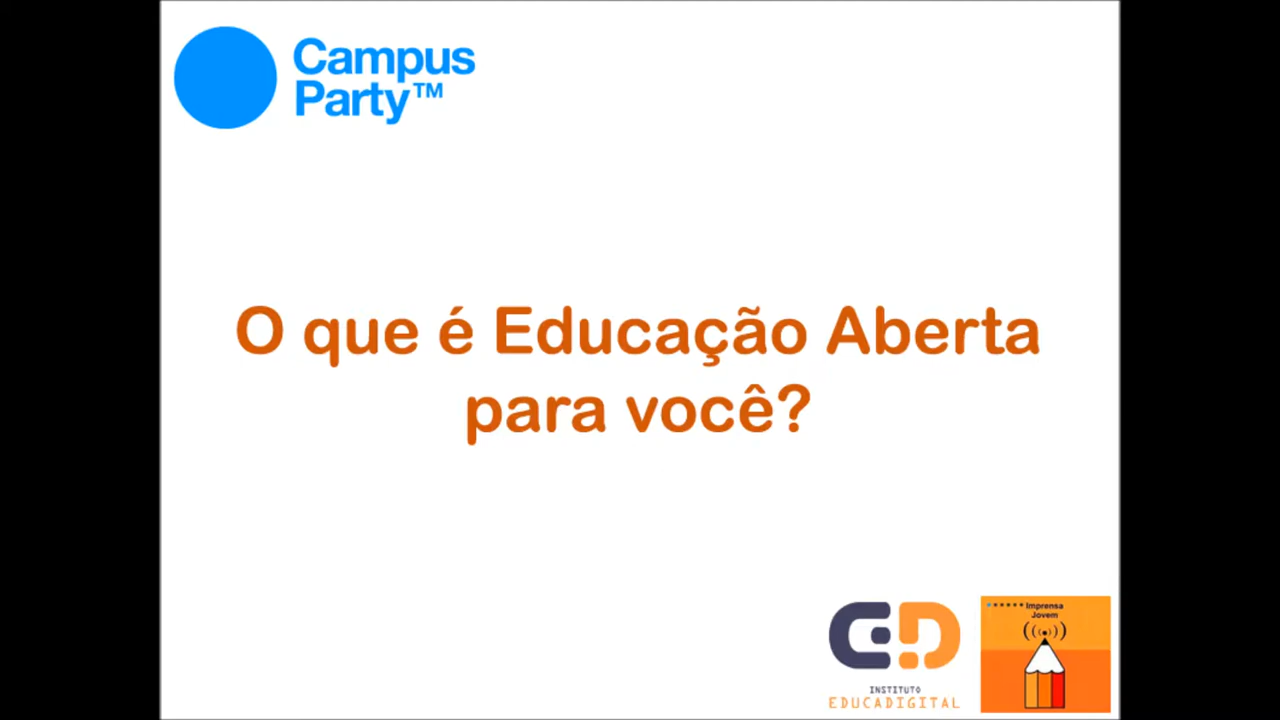 Campus
Party™
O que é Educação Aberta
para você?
INSTITUTO
EDUCADIGITAL
Imprensa
Jovem